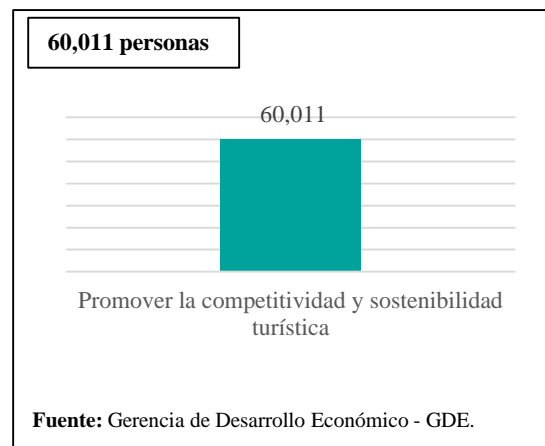 60,011 personas
60,011
Promover la competitividad y sostenibilidad
turística
Fuente: Gerencia de Desarrollo Económico - GDE.